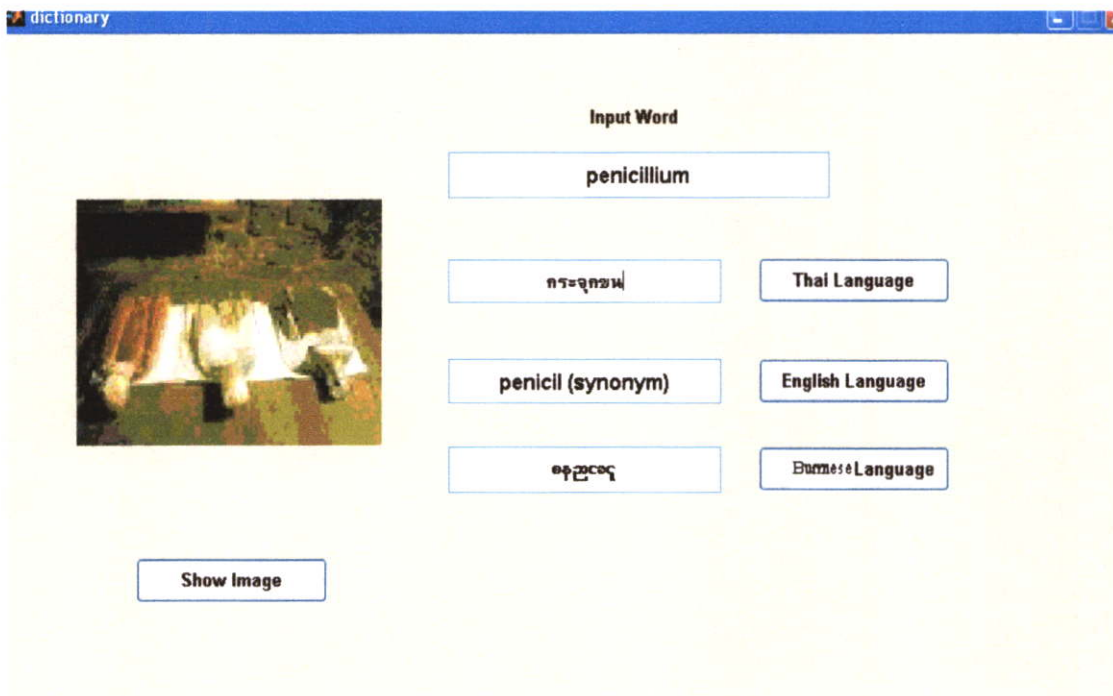 dictionary
Input Word
penicillium
กระจุกขน
Thai Language
penicil (synonym)
English Language
Burmese Language
Show Image